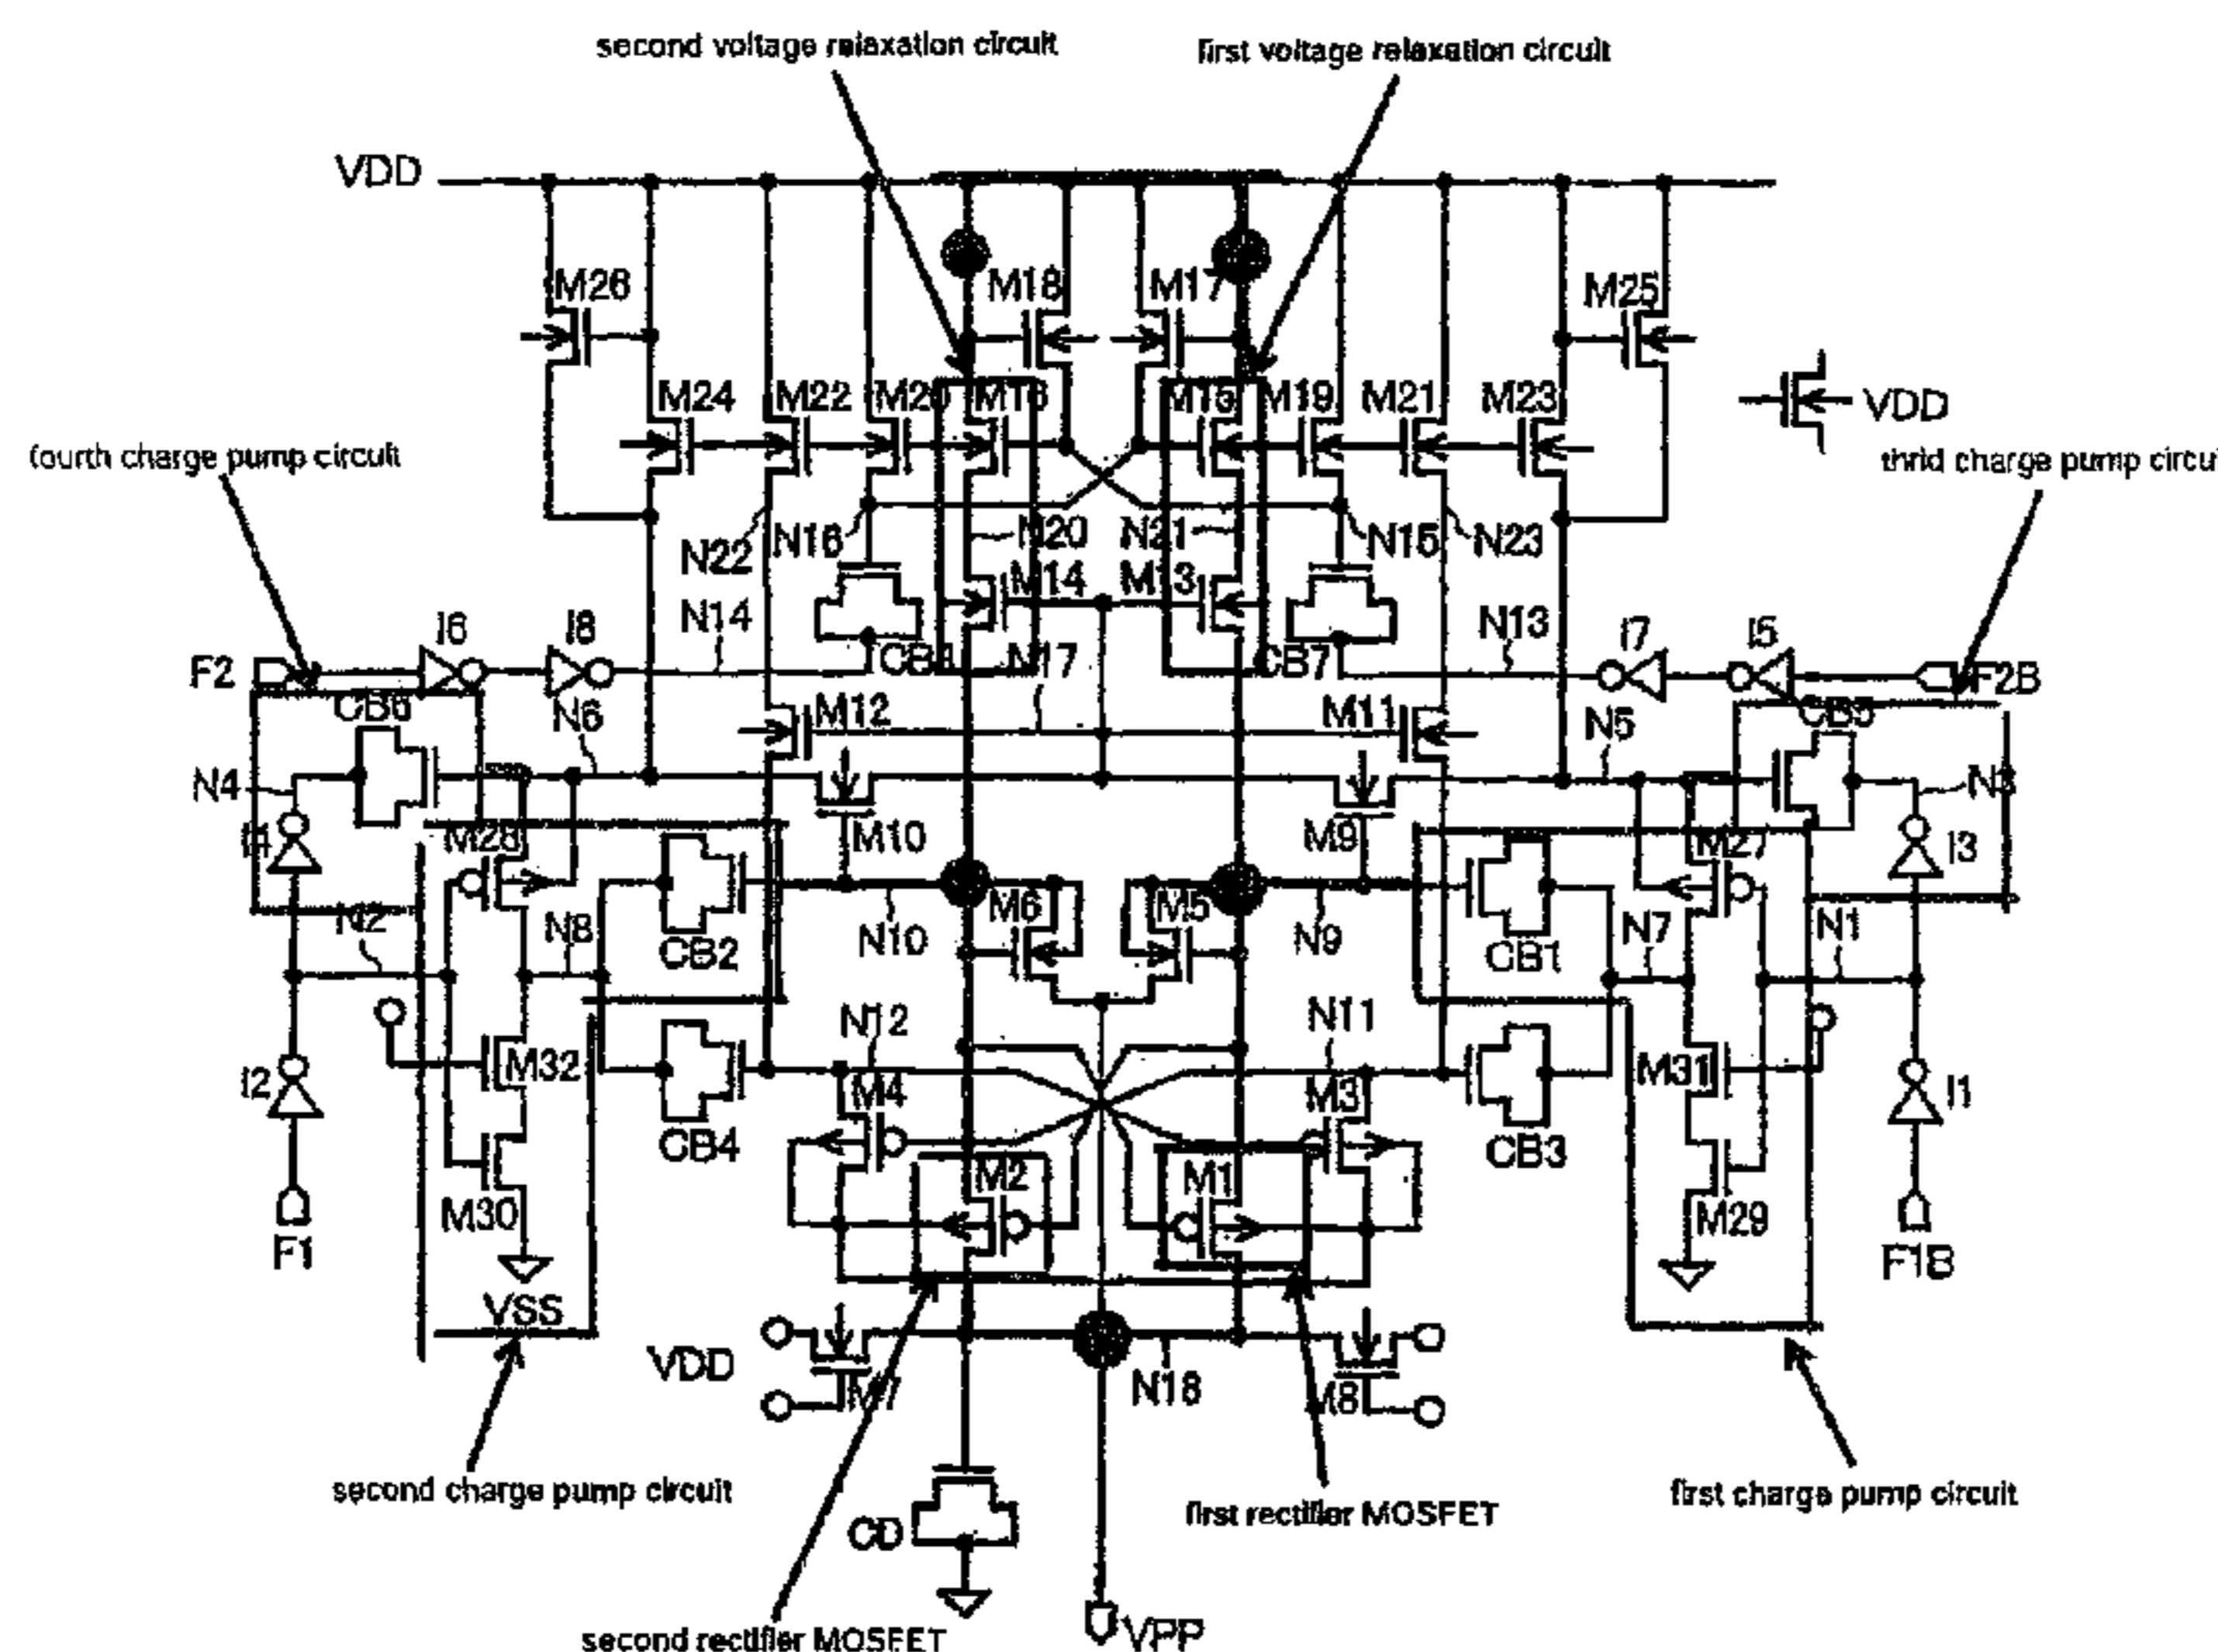 second voltage relaxation circuit
first voltage relaxation circuit
VDD
M26
M18
M17
M25
M24
M22
M20
M16
M15
M19
M21
M23
VDD
fourth charge pump circuit
thrid charge pump circui
N22
N16
N20
N21
N15
N23
M14
M13
N14
N13
I6
I8
I7
I5
F2
N17
CB7
F2B
CB6
N6
M12
M11
N5
CB5
N4
N3
I4
M28
M10
M9
M27
I3
N2
N8
CB2
N10
M6
M5
N9
CB1
N7
N1
N12
N11
I2
M32
M4
M3
M31
I1
CB4
CB3
M30
M2
M1
M29
F1
F1B
VSS
VDD
M7
N18
M8
second charge pump circuit
first charge pump circuit
CD
first rectifier MOSFET
second rectifier MOSFET
VPP